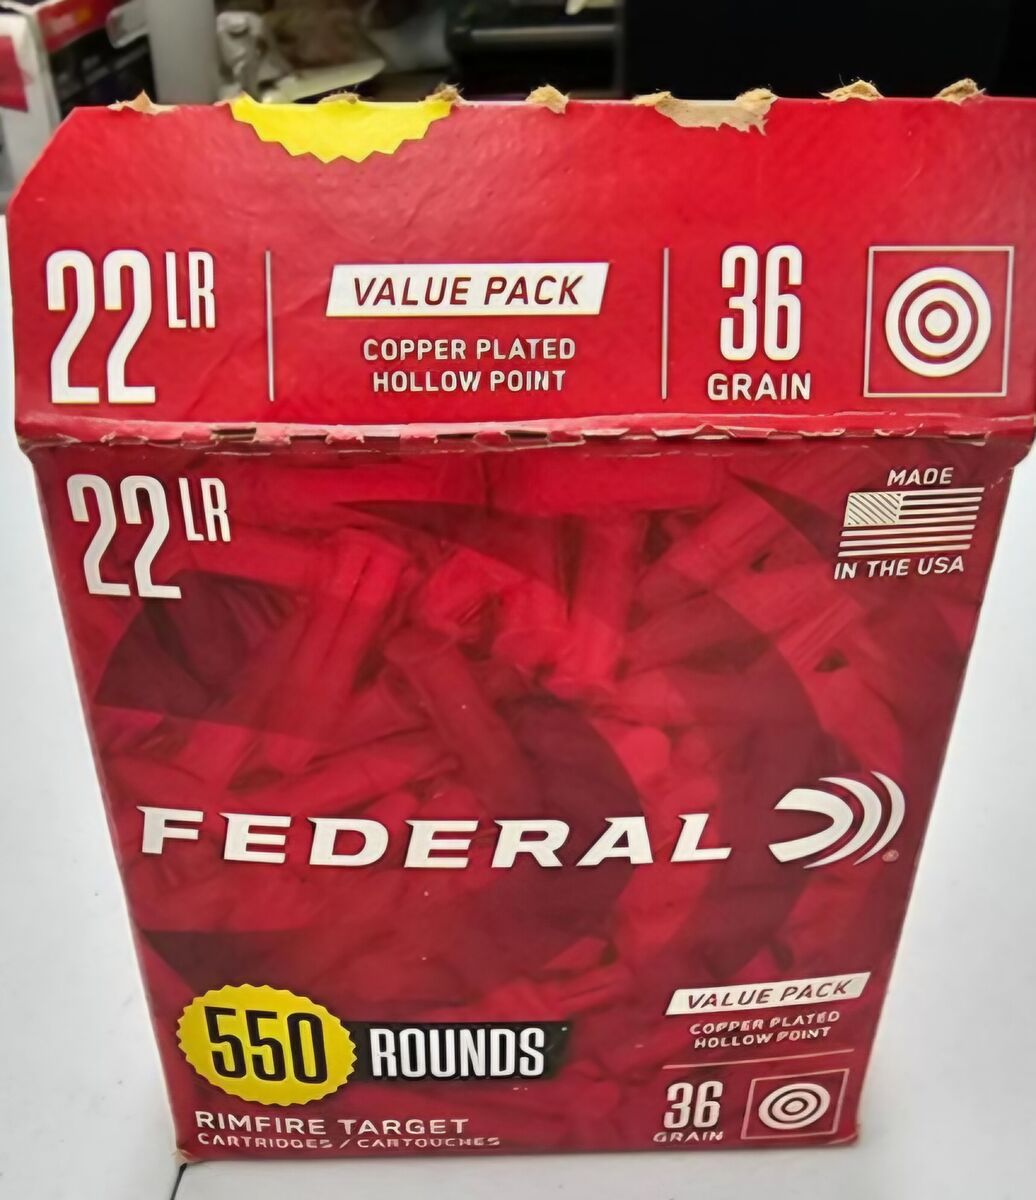 22 LR
VALUE PACK
COPPER PLATED
HOLLOW POINT
36
GRAIN
22 LR
MADE
IN THE USA
FEDERAL
550 ROUNDS
RIMFIRE TARGET
CARTRIDGES / CARTOUCHES
VALUE PACK
COPPER PLATED
HOLLOW POINT
36
GRAIN